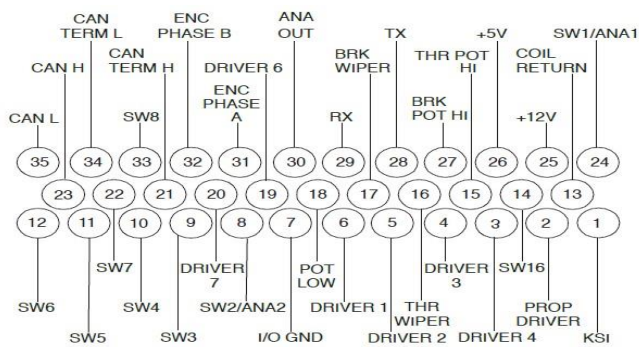 CAN
TERM L
ENC
PHASE B
ANA
OUT
TX
+5V
SW1/ANA1
CAN H
CAN
TERM H
DRIVER 6
BRK
WIPER
THR POT
HI
COIL
RETURN
CAN L
SW8
ENC
PHASE
A
RX
BRK
POT HI
+12V
35 34 33 32 31 30 29 28 27 26 25 24
23 22 21 20 19 18 17 16 15 14 13
12 11 10 9 8 7 6 5 4 3 2 1
SW7
DRIVER
7
POT
LOW
DRIVER
3
SW16
SW6
SW4
SW2/ANA2
DRIVER 1
THR
WIPER
PROP
DRIVER
SW5
SW3
I/O GND
DRIVER 2
DRIVER 4
KSI